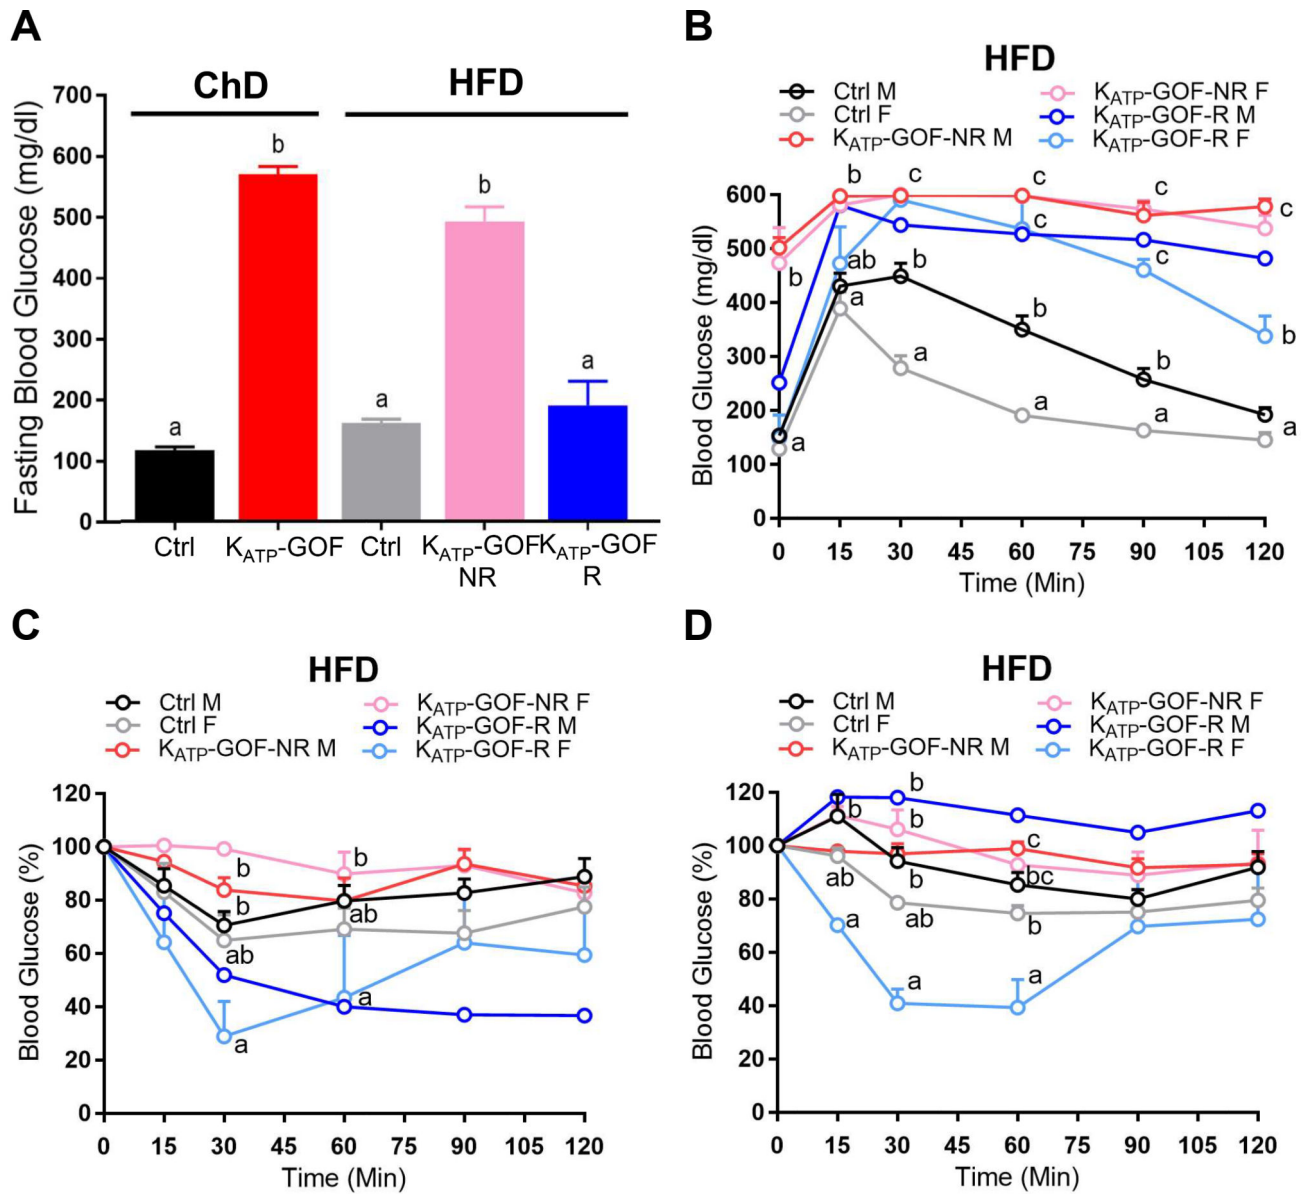 A
ChD
HFD
Fasting Blood Glucose (mg/dl)
700
600
500
400
300
200
100
0
a
b
a
b
a
Ctrl
KATP-GOF
Ctrl
KATP-GOF
NR
KATP-GOF
R
B
HFD
Ctrl M
Ctrl F
KATP-GOF-NR M
KATP-GOF-NR F
KATP-GOF-R M
KATP-GOF-R F
Blood Glucose (mg/dl)
600
500
400
300
200
100
0
b
c
c
c
c
b
ab
b
c
c
a
b
b
b
a
a
a
a
a
0 15 30 45 60 75 90 105 120
Time (Min)
C
HFD
Ctrl M
Ctrl F
KATP-GOF-NR M
KATP-GOF-NR F
KATP-GOF-R M
KATP-GOF-R F
Blood Glucose (%)
120
100
80
60
40
20
0
b
b
b
ab
ab
a
a
0 15 30 45 60 75 90 105 120
Time (Min)
D
HFD
Ctrl M
Ctrl F
KATP-GOF-NR M
KATP-GOF-NR F
KATP-GOF-R M
KATP-GOF-R F
Blood Glucose (%)
120
100
80
60
40
20
0
b
b
b
c
ab
b
bc
a
ab
b
a
a
0 15 30 45 60 75 90 105 120
Time (Min)